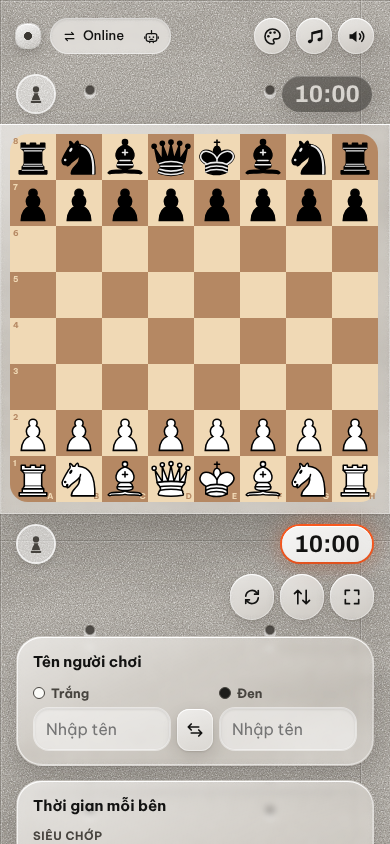 Online
10:00
8
7
6
5
4
3
2
1
A
B
D
E
H
10:00
Tên người chơi
Trắng
Đen
Nhập tên
Nhập tên
Thời gian mỗi bên
SIÊU CHỚP